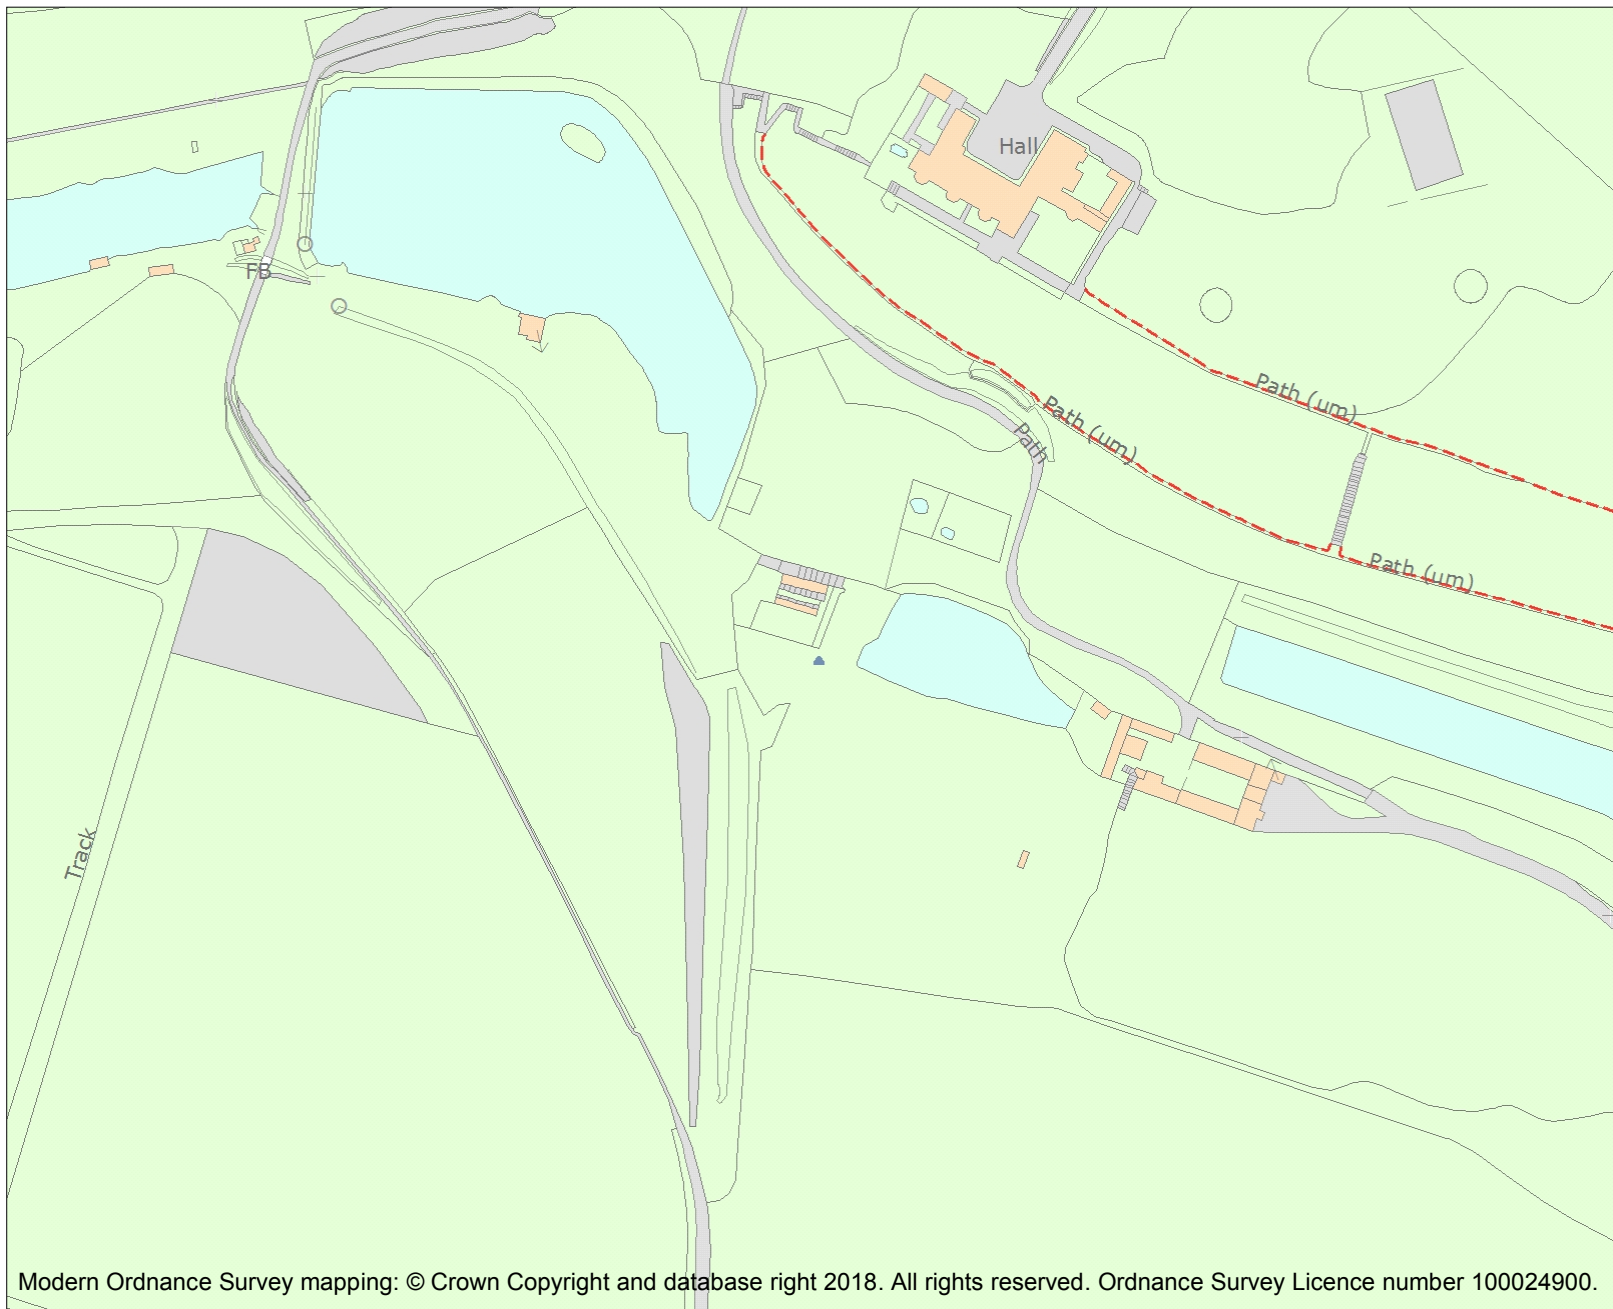 Hall
FB
Path (um)
Path (um)
Path
Path (um)
Track
Modern Ordnance Survey mapping: © Crown Copyright and database right 2018. All rights reserved. Ordnance Survey Licence number 100024900.